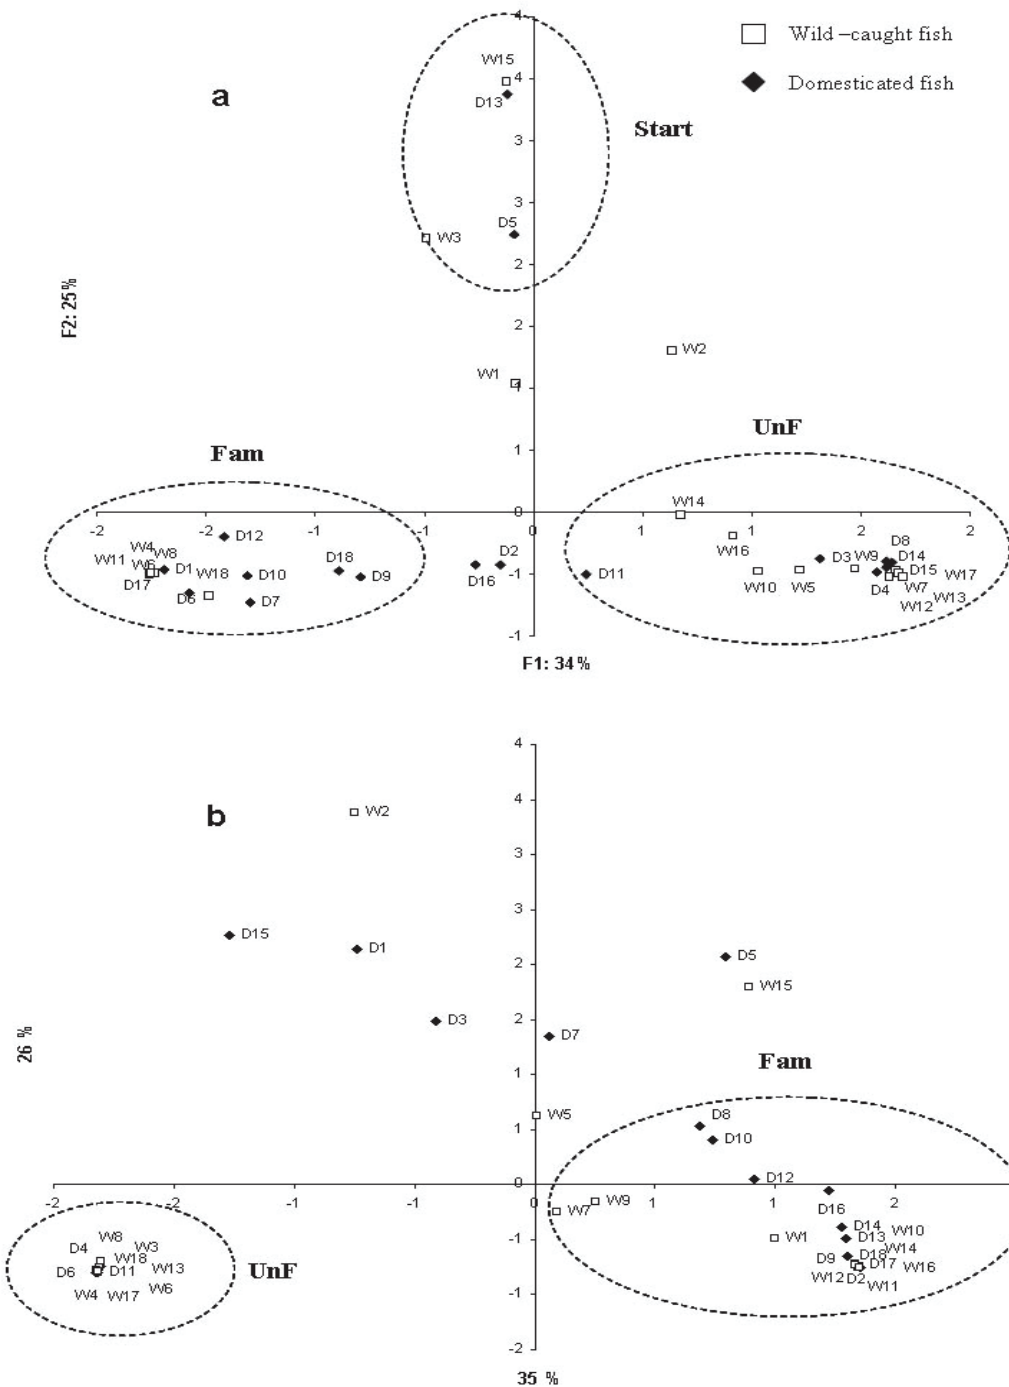 4
Wild –caught fish
W15
4
a
D13
Domesticated fish
Start
3
3
D5
W3
2
F2: 25%
2
W2
W1
1
UnF
Fam
1
W14
0
-2 -2 -1 -1 0 1 1 2 2
D12
W4
W11 W8
W6 D1
D17
W18
D6
D10
D7
D18
D9
D2
D16
D11
W16
W10
W5
D3
W9
D8
D14
D15
W17
D4
W7
W13
W12
-1
-1
F1: 34%
4
b
W2
4
3
3
D15
D1
D5
2
W15
D3
2
26 %
D7
Fam
1
W5
D8
1
D10
D12
0
-2 -2 -1 -1 0 1 1 2
W7
W9
D16
W8
D4
W3
W18
D6
D11
W13
W4
W17
W6
UnF
W1
D14
W10
D13
W14
D9
D18
D17
W16
W12
D2
W11
-1
-1
-2
35 %